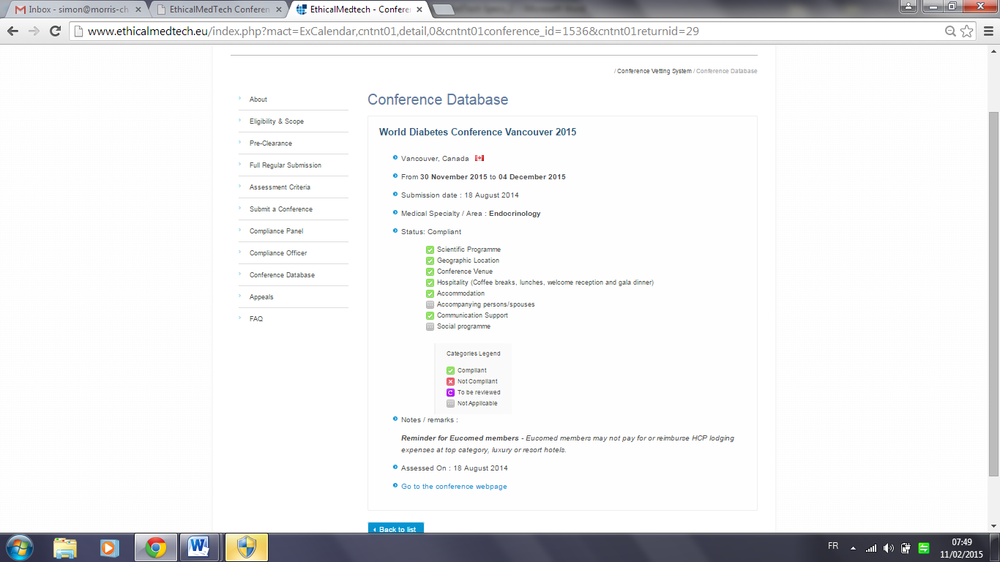 Inbox - simon@morris-ch
EthicalMedTech Conferen
EthicalMedtech - Conferen
www.ethicalmedtech.eu/index.php?mact=ExCalendar,cntnt01,detail,0&cntnt01conference_id=1536&cntnt01returnid=29
/ Conference Vetting System / Conference Database
About
Eligibility & Scope
Pre-Clearance
Full Regular Submission
Assessment Criteria
Submit a Conference
Compliance Panel
Compliance Officer
Conference Database
Appeals
FAQ
Conference Database
World Diabetes Conference Vancouver 2015
Vancouver, Canada
From 30 November 2015 to 04 December 2015
Submission date : 18 August 2014
Medical Specialty / Area : Endocrinology
Status: Compliant
Scientific Programme
Geographic Location
Conference Venue
Hospitality (Coffee breaks, lunches, welcome reception and gala dinner)
Accommodation
Accompanying persons/spouses
Communication Support
Social programme
Categories Legend
Compliant
Not Compliant
To be reviewed
Not Applicable
Notes / remarks :
Reminder for Eucomed members - Eucomed members may not pay for or reimburse HCP lodging
expenses at top category, luxury or resort hotels.
Assessed On : 18 August 2014
Go to the conference webpage
Back to list
FR
07:49
11/02/2015